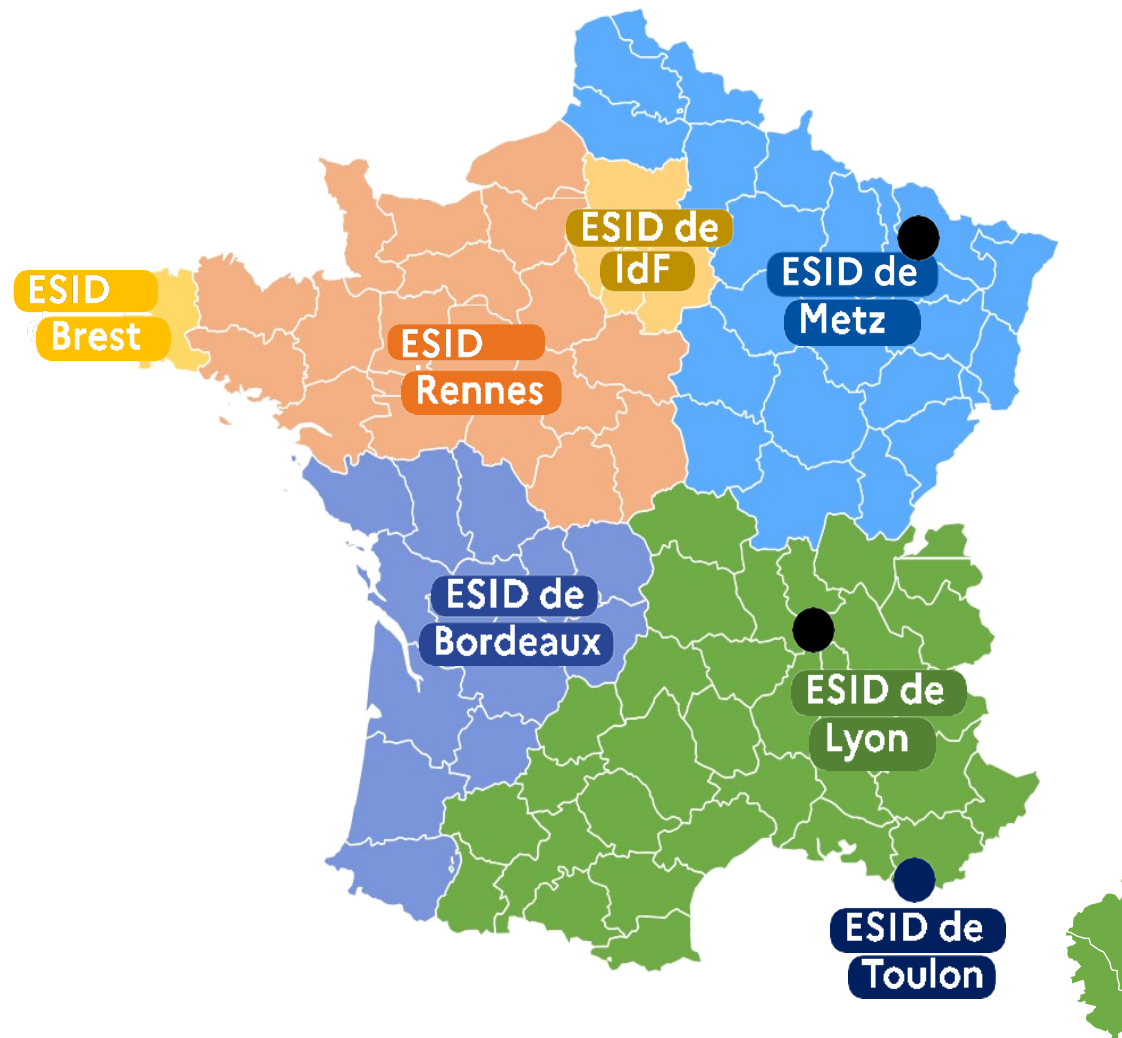 ESID de
IdF
ESID de
Metz
ESID
Brest
ESID
Rennes
ESID de
Bordeaux
ESID de
Lyon
ESID de
Toulon